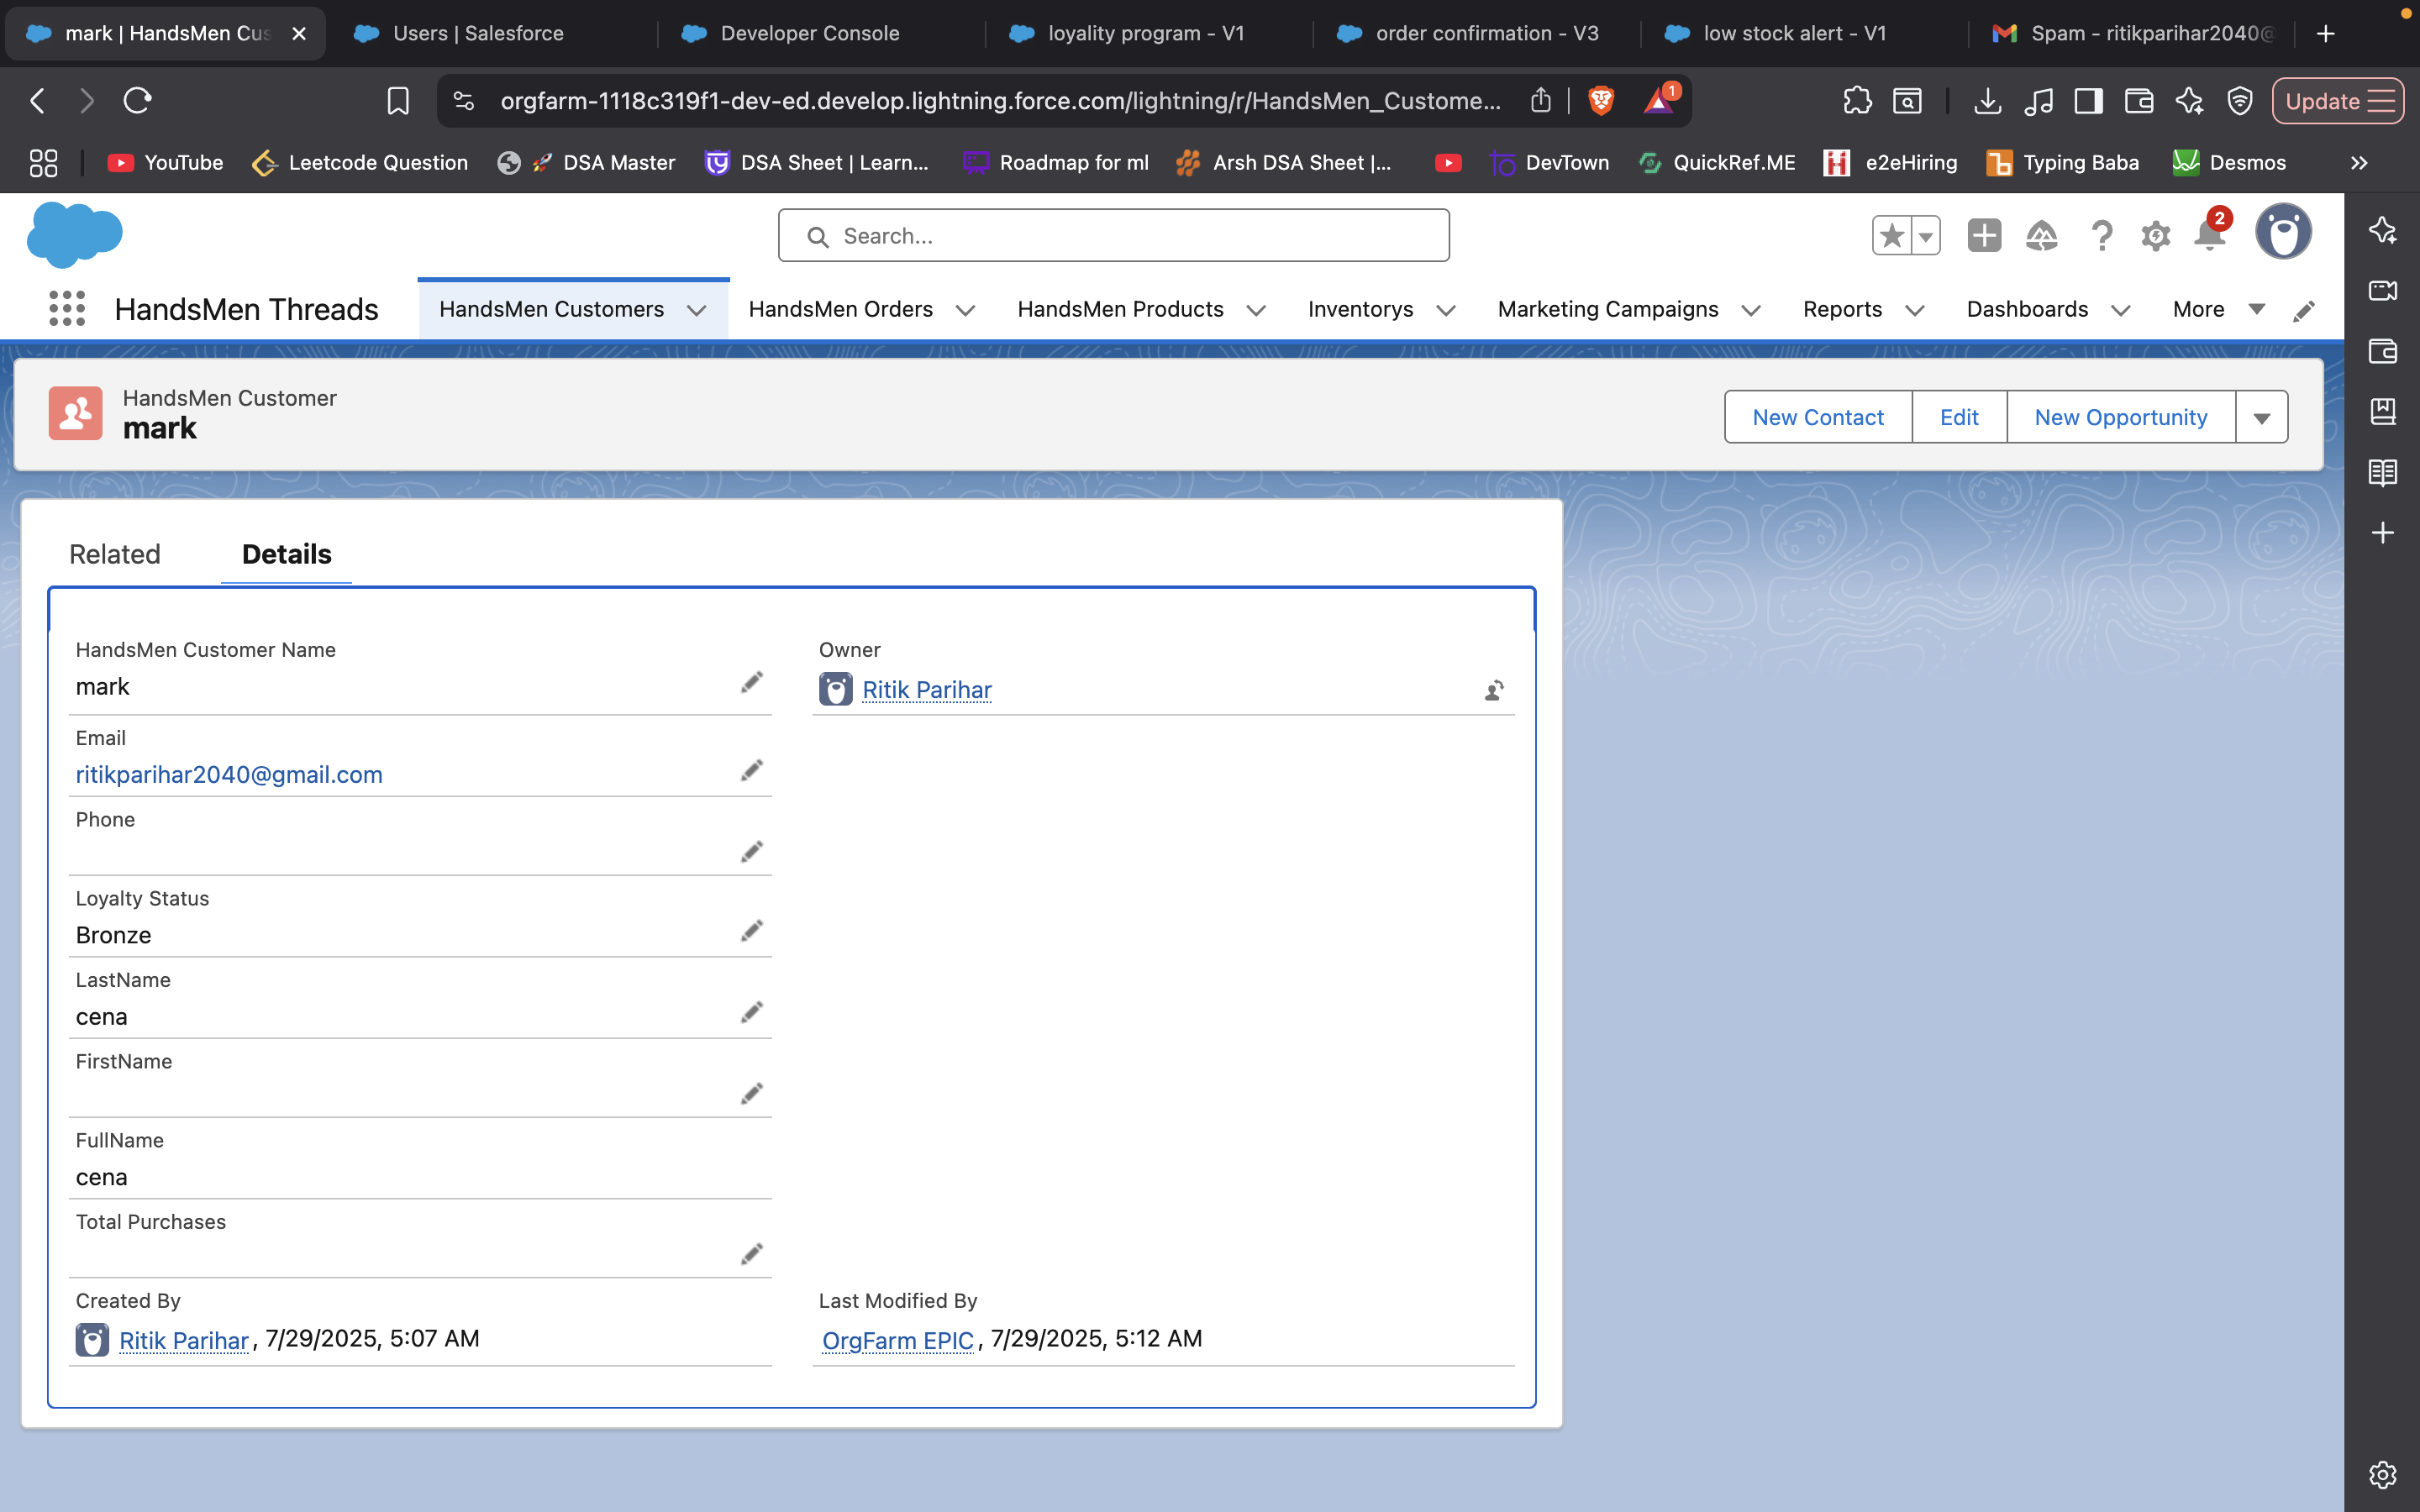 mark | HandsMen Cus
Users | Salesforce
Developer Console
loyality program - V1
order confirmation - V3
low stock alert - V1
Spam - ritikparihar2040@
orgfarm-1118c319f1-dev-ed.develop.lightning.force.com/lightning/r/HandsMen_Custome...
1
Update
YouTube
Leetcode Question
DSA Master
DSA Sheet | Learn...
Roadmap for ml
Arsh DSA Sheet |...
DevTown
QuickRef.ME
e2eHiring
Typing Baba
Desmos
Search...
2
HandsMen Threads
HandsMen Customers
HandsMen Orders
HandsMen Products
Inventorys
Marketing Campaigns
Reports
Dashboards
More
HandsMen Customer
mark
New Contact
Edit
New Opportunity
Related
Details
HandsMen Customer Name
mark
Owner
Ritik Parihar
Email
ritikparihar2040@gmail.com
Phone
Loyalty Status
Bronze
LastName
cena
FirstName
FullName
cena
Total Purchases
Created By
Ritik Parihar, 7/29/2025, 5:07 AM
Last Modified By
OrgFarm EPIC, 7/29/2025, 5:12 AM